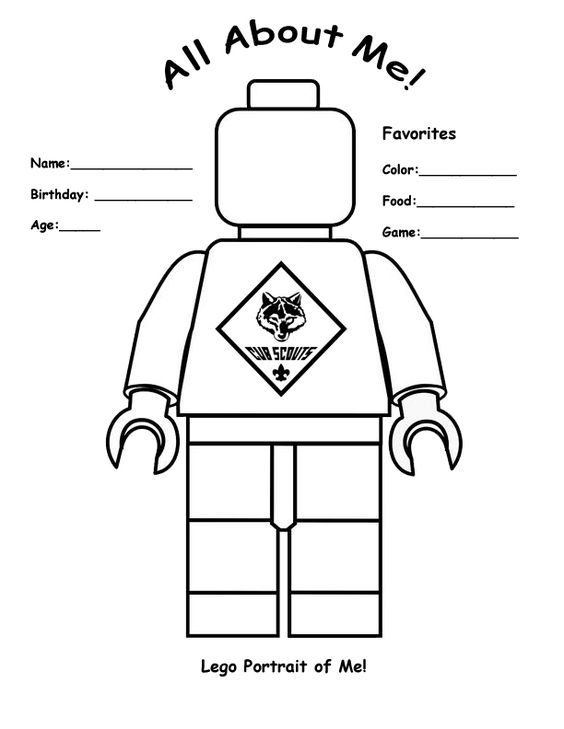 All About Me!
Name:_______________
Birthday: ____________
Age:_____
Favorites
Color:____________
Food:____________
Game:____________
CUB SCOUTS
Lego Portrait of Me!